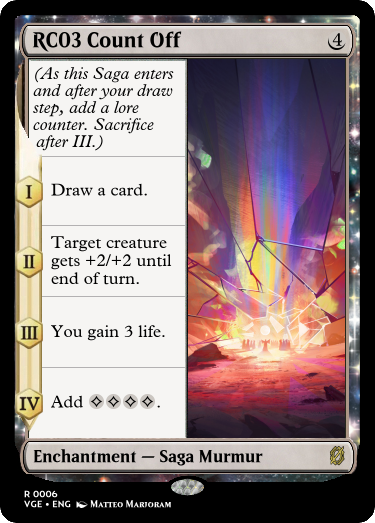 RC03 Count Off
4
(As this Saga enters
and after your draw
step, add a lore
counter. Sacrifice
after III.)
I
Draw a card.
II
Target creature
gets +2/+2 until
end of turn.
III
You gain 3 life.
IV
Add ✧✧✧✧.
Enchantment — Saga Murmur
R 0006
VGE • ENG Matteo Marjoram